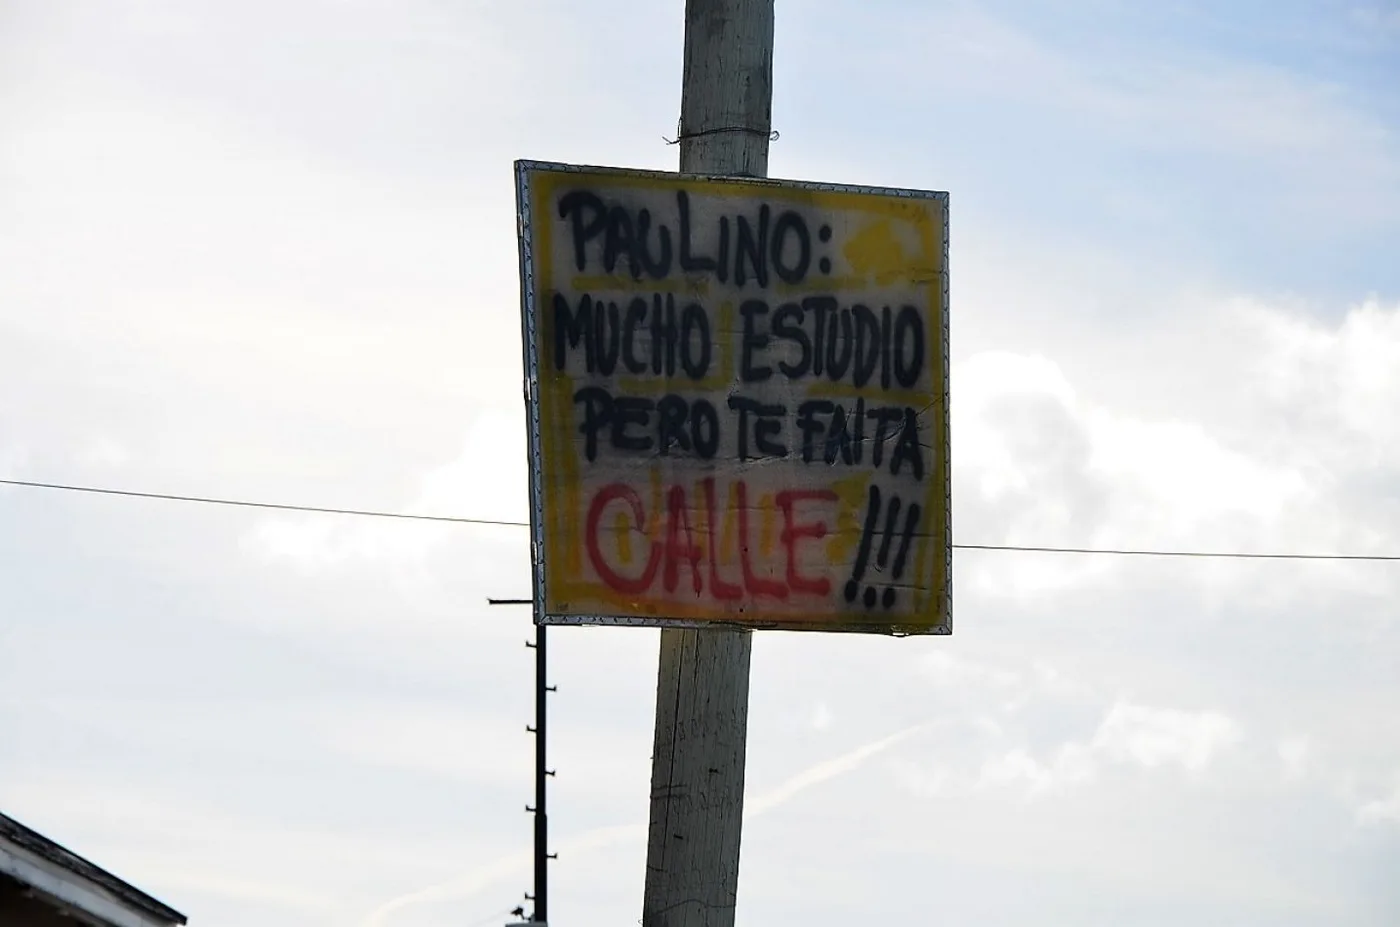 PAULINO:
MUCHO ESTUDIO
PERO TE FALTA
CALLE!!!